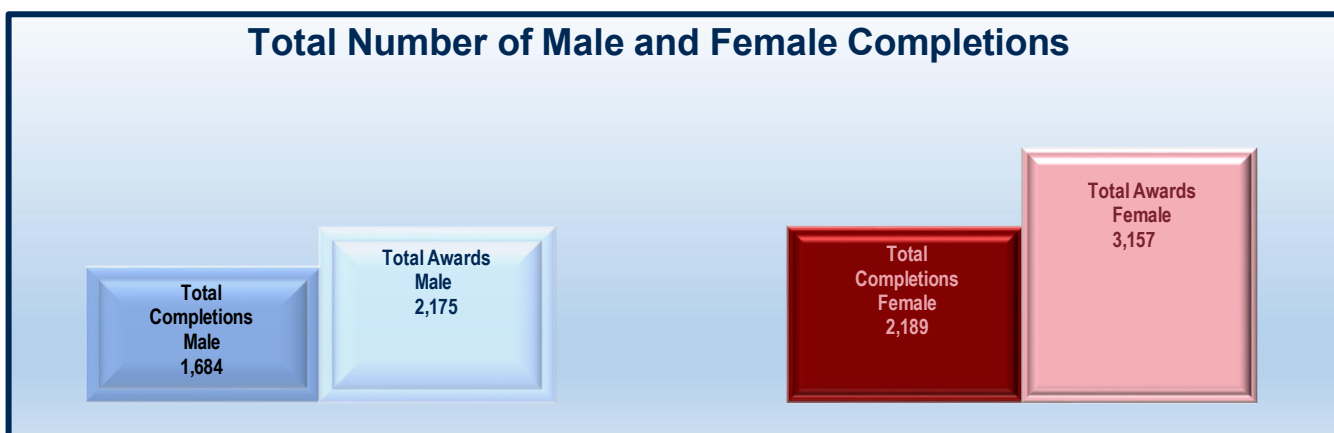 Total Number of Male and Female Completions
Total
Completions
Male
1,684
Total Awards
Male
2,175
Total
Completions
Female
2,189
Total Awards
Female
3,157